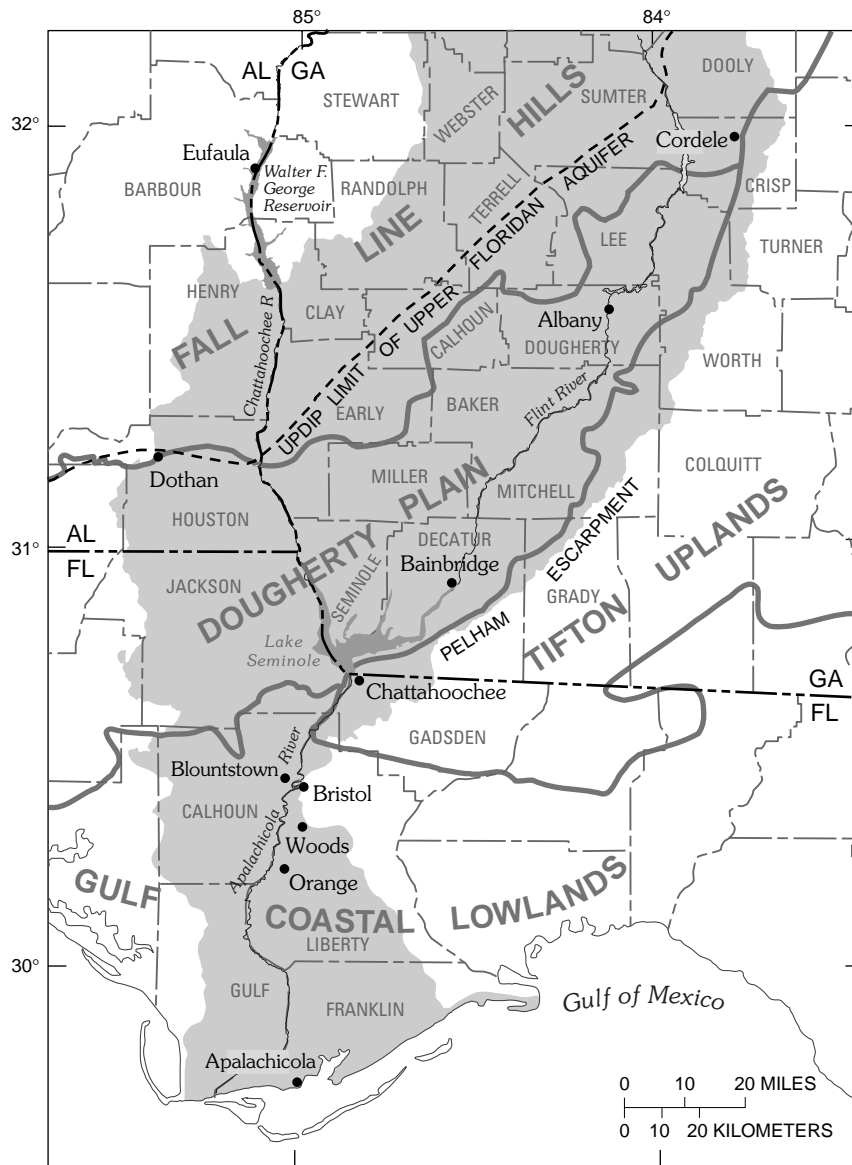 85°
84°
AL GA
DOOLY
STEWART
WEBSTER
HILLS
SUMTER
32°
Cordele
Eufaula
Walter F.
George
Reservoir
BARBOUR
RANDOLPH
TERRELL
CRISP
LINE
LEE
TURNER
HENRY
CLAY
UPDIP LIMIT OF UPPER FLORIDAN AQUIFER
FALL
Chattahoochee R
CALHOUN
Albany
DOUGHERTY
WORTH
EARLY
BAKER
Flint River
Dothan
MILLER
COLQUITT
MITCHELL
HOUSTON
DOUGHERTY PLAIN
DECATUR
31°
AL
FL
Bainbridge
JACKSON
SEMINOLE
GRADY
PELHAM ESCARPMENT
TIFTON UPLANDS
Lake
Seminole
Chattahoochee
GA
FL
GADSDEN
Blountstown
Apalachicola River
Bristol
CALHOUN
Woods
Orange
GULF COASTAL LOWLANDS
LIBERTY
30°
GULF
FRANKLIN
Gulf of Mexico
Apalachicola
0 10 20 MILES
0 10 20 KILOMETERS
85°
84°